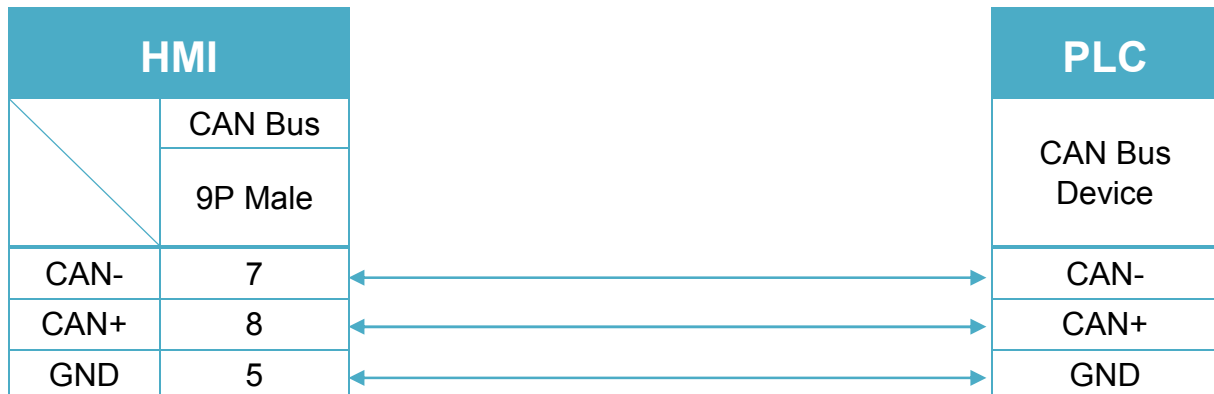 HMI
PLC
CAN Bus
9P Male
CAN Bus
Device
CAN- 7 CAN-
CAN+ 8 CAN+
GND 5 GND